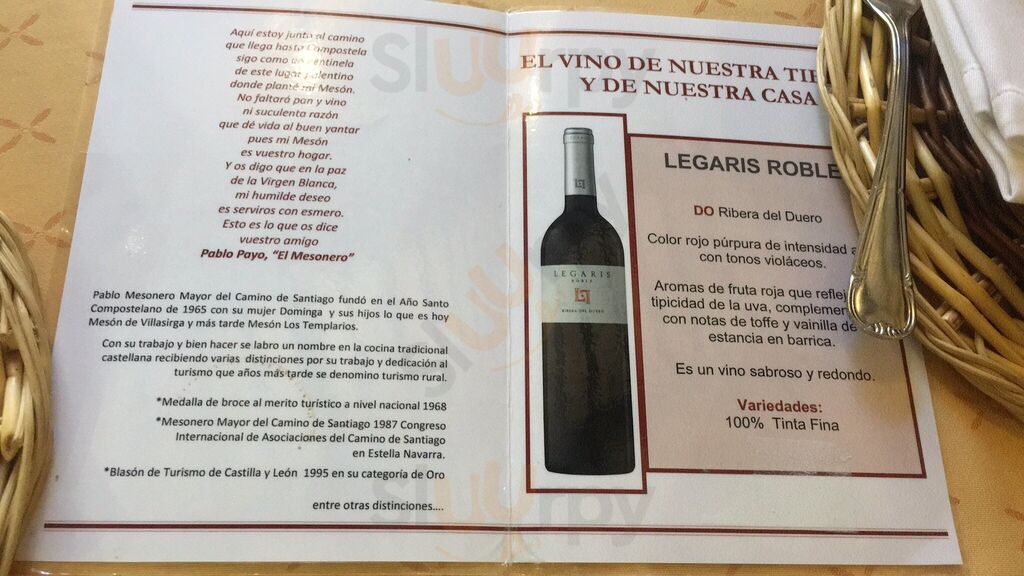 Aquí estoy junto al camino
que llega hasta Compostela
sigo como un centinela
de este lugar palentino
donde planté mi Mesón.
No faltará pan y vino
ni suculenta razón
que dé vida al buen yantar
pues mi Mesón
es vuestro hogar.
Y os digo que en la paz
de la Virgen Blanca,
mi humilde deseo
es serviros con esmero.
Esto es lo que os dice
vuestro amigo
Pablo Payo, “El Mesonero”
Pablo Mesonero Mayor del Camino de Santiago fundó en el Año Santo
Compostelano de 1965 con su mujer Dominga y sus hijos lo que es hoy
Mesón de Villasirga y más tarde Mesón Los Templarios.
Con su trabajo y bien hacer se labro un nombre en la cocina tradicional
castellana recibiendo varias distinciones por su trabajo y dedicación al
turismo que años más tarde se denomino turismo rural.
*Medalla de broce al merito turístico a nivel nacional 1968
*Mesonero Mayor del Camino de Santiago 1987 Congreso
Internacional de Asociaciones del Camino de Santiago
en Estella Navarra.
*Blasón de Turismo de Castilla y León 1995 en su categoría de Oro
entre otras distinciones....
EL VINO DE NUESTRA TIE
Y DE NUESTRA CASA
LEGARIS
ROBLE
RIBERA DEL DUERO
LEGARIS ROBLE
DO Ribera del Duero
Color rojo púrpura de intensidad
con tonos violáceos.
Aromas de fruta roja que
tipicidad de la uva,
con notas de toffe y vainilla de
estancia en barrica.
Es un vino sabroso y redondo.
Variedades:
100% Tinta Fina
sluurpy
sluurpy
sluurpy